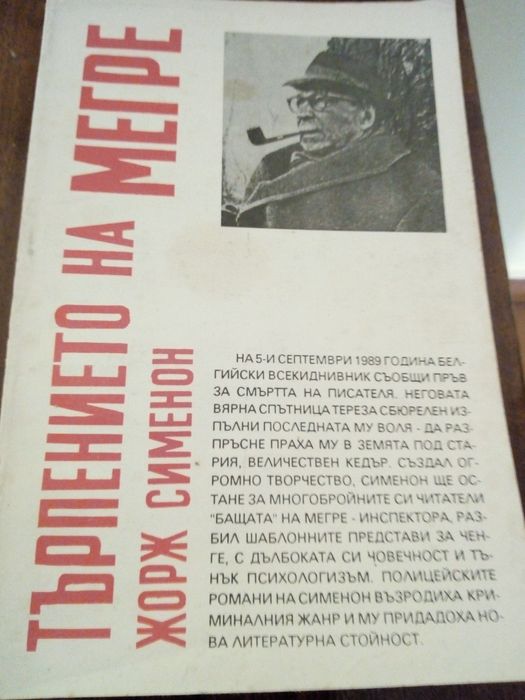 ТЪРПЕНИЕТО НА МЕГРЕ
ЖОРЖ СИМЕНОН
НА 5-И СЕПТЕМВРИ 1989 ГОДИНА БЕЛ-
ГИЙСКИ ВСЕКИДНИВНИК СЪОБЩИ ПРЪВ
ЗА СМЪРТТА НА ПИСАТЕЛЯ. НЕГОВАТА
ВЯРНА СПЪТНИЦА ТЕРЕЗА СБЮРЕЛЕН ИЗ-
ПЪЛНИ ПОСЛЕДНАТА МУ ВОЛЯ - ДА РАЗ-
ПРЪСНЕ ПРАХА МУ В ЗЕМЯТА ПОД СТА-
РИЯ, ВЕЛИЧЕСТВЕН КЕДЪР. СЪЗДАЛ ОГ-
РОМНО ТВОРЧЕСТВО, СИМЕНОН ЩЕ ОС-
ТАНЕ ЗА МНОГОБРОЙНИТЕ СИ ЧИТАТЕЛИ
"БАЩАТА" НА МЕГРЕ - ИНСПЕКТОРА, РАЗ-
БИЛ ШАБЛОННИТЕ ПРЕДСТАВИ ЗА ЧЕН-
ГЕ, С ДЪЛБОКАТА СИ ЧОВЕЧНОСТ И ТЪ-
НЪК ПСИХОЛОГИЗЪМ. ПОЛИЦЕЙСКИТЕ
РОМАНИ НА СИМЕНОН ВЪЗРОДИХА КРИ-
МИНАЛНИЯ ЖАНР И МУ ПРИДАДОХА НО-
ВА ЛИТЕРАТУРНА СТОЙНОСТ.